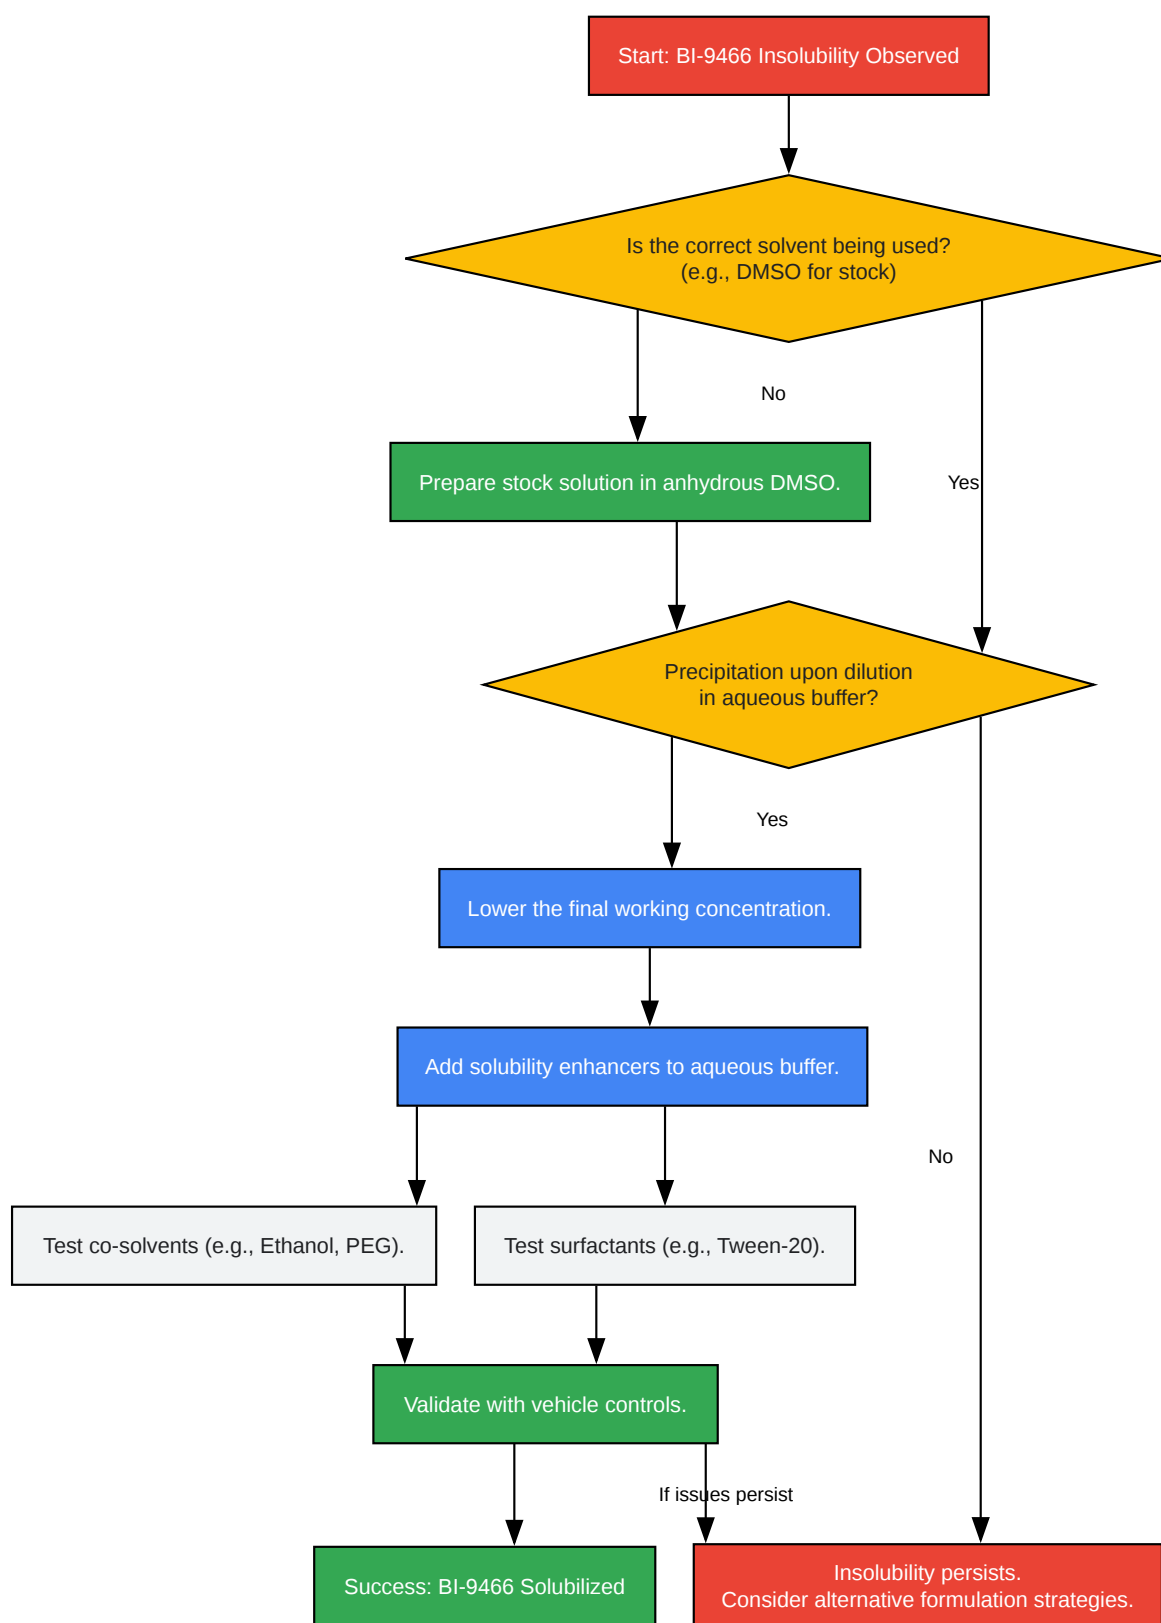 Start: BI-9466 Insolubility Observed
Is the correct solvent being used?
(e.g., DMSO for stock)
No
Prepare stock solution in anhydrous DMSO.
Yes
Precipitation upon dilution
in aqueous buffer?
Yes
Lower the final working concentration.
Add solubility enhancers to aqueous buffer.
No
Test co-solvents (e.g., Ethanol, PEG).
Test surfactants (e.g., Tween-20).
Validate with vehicle controls.
If issues persist
Success: BI-9466 Solubilized
Insolubility persists.
Consider alternative formulation strategies.